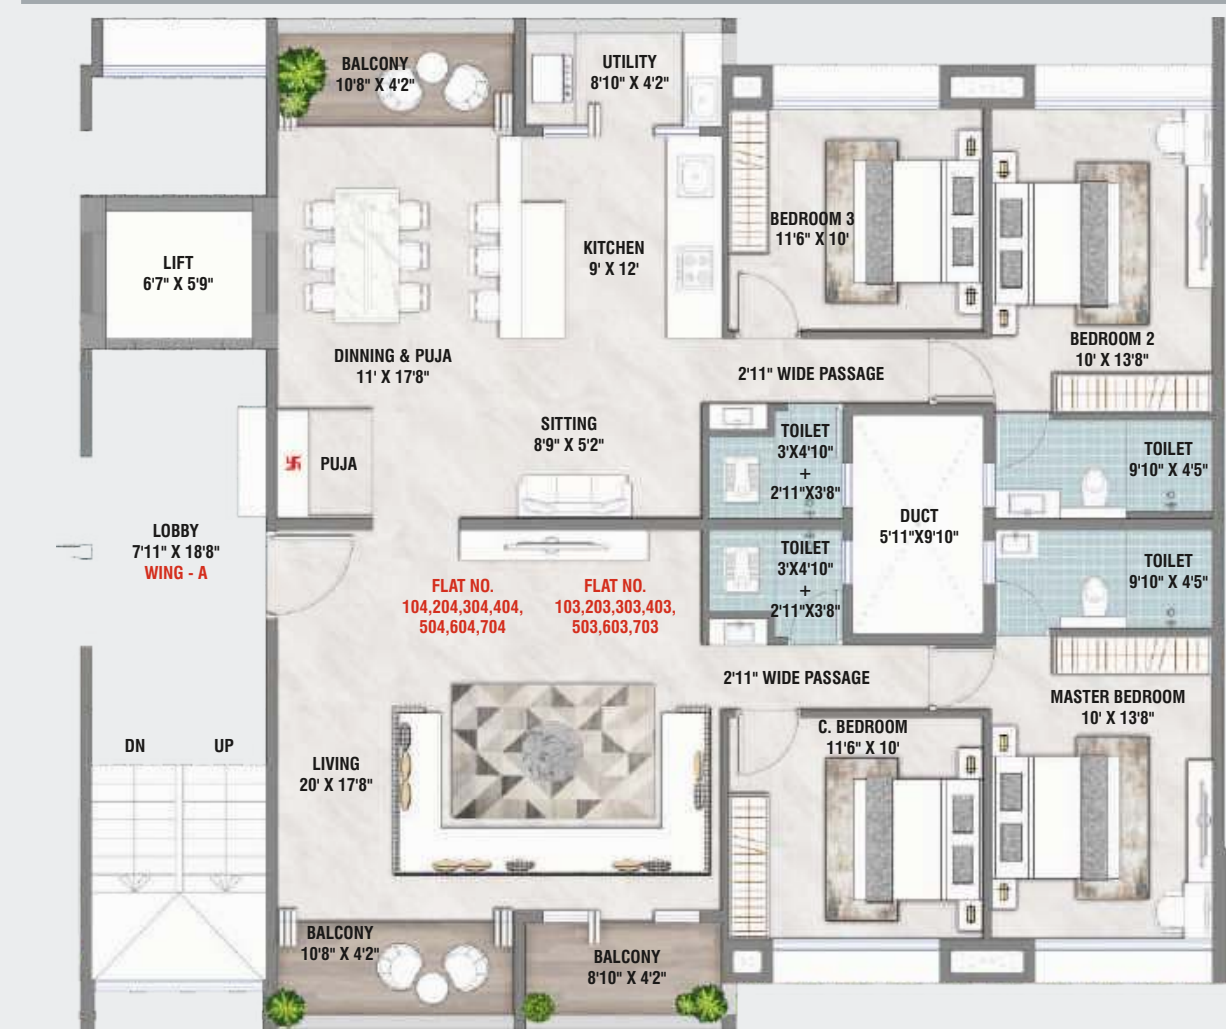 BALCONY
10'8" X 4'2"
UTILITY
8'10" X 4'2"
BEDROOM 3
11'6" X 10'
KITCHEN
9' X 12'
LIFT
6'7" X 5'9"
BEDROOM 2
10' X 13'8"
DINNING & PUJA
11' X 17'8"
2'11" WIDE PASSAGE
SITTING
8'9" X 5'2"
TOILET
3'X4'10"
+
2'11"X3'8"
TOILET
9'10" X 4'5"
PUJA
DUCT
5'11"X9'10"
LOBBY
7'11" X 18'8"
WING - A
TOILET
3'X4'10"
+
2'11"X3'8"
TOILET
9'10" X 4'5"
FLAT NO.
104,204,304,404,
504,604,704
FLAT NO.
103,203,303,403,
503,603,703
2'11" WIDE PASSAGE
MASTER BEDROOM
10' X 13'8"
C. BEDROOM
11'6" X 10'
DN
UP
LIVING
20' X 17'8"
BALCONY
10'8" X 4'2"
BALCONY
8'10" X 4'2"